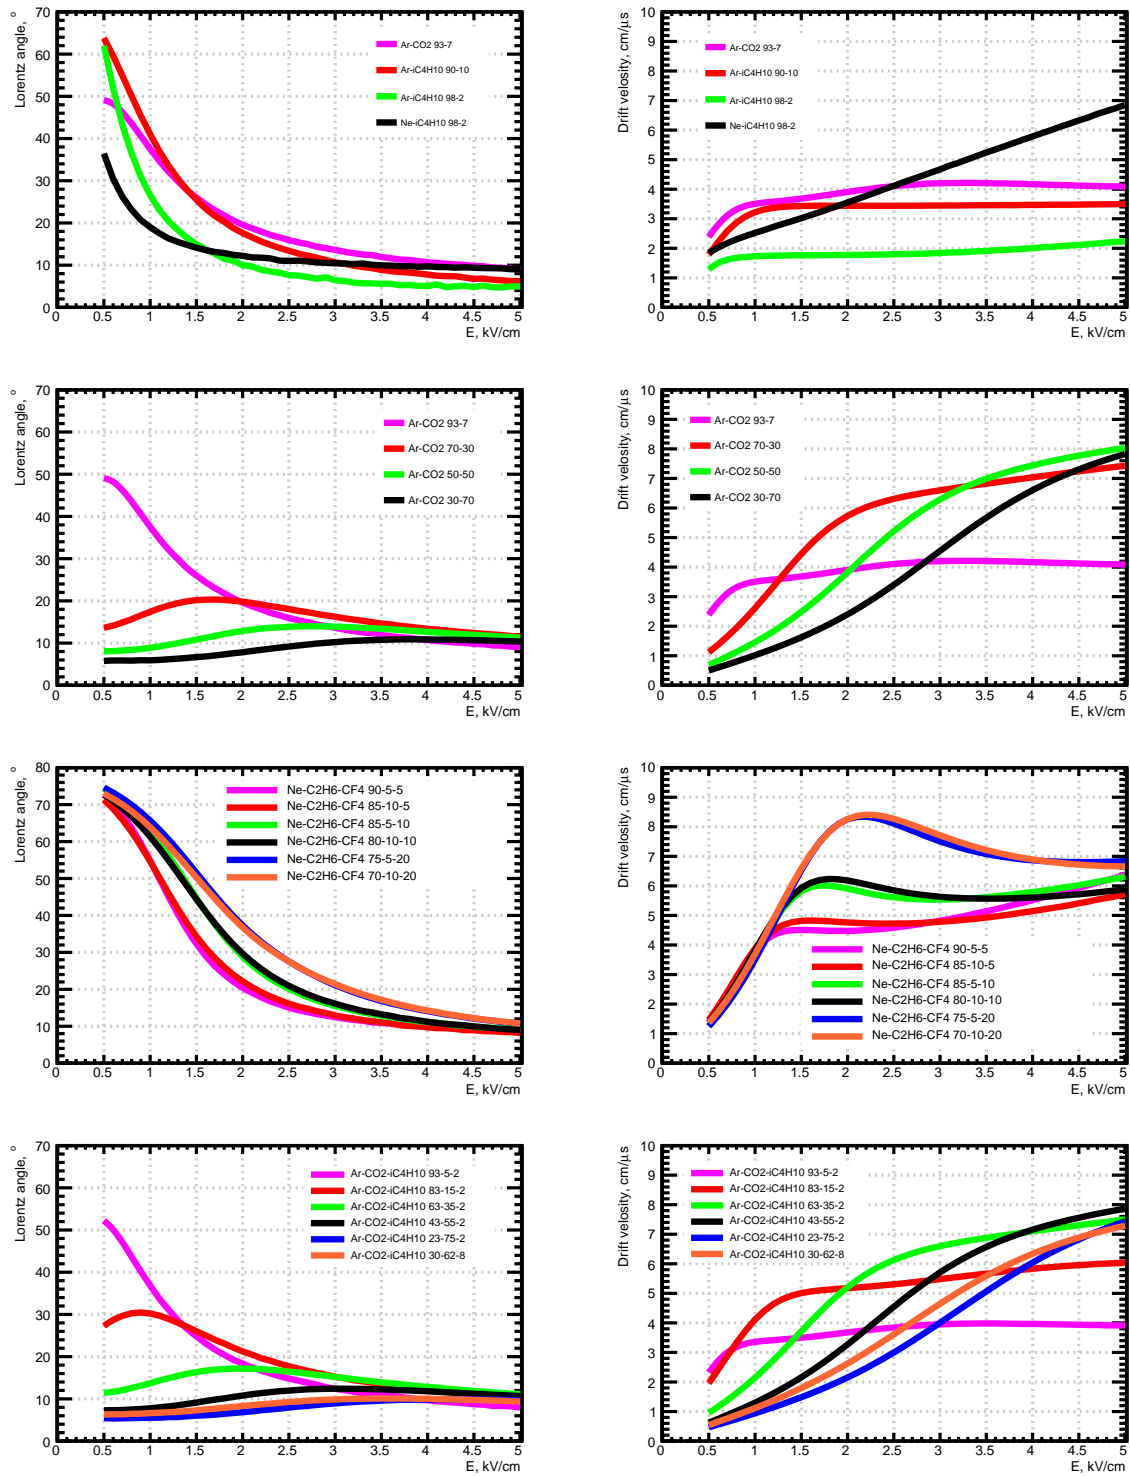 Lorentz angle, °
70
60
50
40
30
20
10
0
Ar-CO2 93-7
Ar-iC4H10 90-10
Ar-iC4H10 98-2
Ne-iC4H10 98-2
0 0.5 1 1.5 2 2.5 3 3.5 4 4.5 5
E, kV/cm
Drift velocity, cm/μs
10
9
8
7
6
5
4
3
2
1
0
Ar-CO2 93-7
Ar-iC4H10 90-10
Ar-iC4H10 98-2
Ne-iC4H10 98-2
0 0.5 1 1.5 2 2.5 3 3.5 4 4.5 5
E, kV/cm
Lorentz angle, °
70
60
50
40
30
20
10
0
Ar-CO2 93-7
Ar-CO2 70-30
Ar-CO2 50-50
Ar-CO2 30-70
0 0.5 1 1.5 2 2.5 3 3.5 4 4.5 5
E, kV/cm
Drift velocity, cm/μs
10
9
8
7
6
5
4
3
2
1
0
Ar-CO2 93-7
Ar-CO2 70-30
Ar-CO2 50-50
Ar-CO2 30-70
0 0.5 1 1.5 2 2.5 3 3.5 4 4.5 5
E, kV/cm
Lorentz angle, °
80
70
60
50
40
30
20
10
0
Ne-C2H6-CF4 90-5-5
Ne-C2H6-CF4 85-10-5
Ne-C2H6-CF4 85-5-10
Ne-C2H6-CF4 80-10-10
Ne-C2H6-CF4 75-5-20
Ne-C2H6-CF4 70-10-20
0 0.5 1 1.5 2 2.5 3 3.5 4 4.5 5
E, kV/cm
Drift velocity, cm/μs
10
9
8
7
6
5
4
3
2
1
0
Ne-C2H6-CF4 90-5-5
Ne-C2H6-CF4 85-10-5
Ne-C2H6-CF4 85-5-10
Ne-C2H6-CF4 80-10-10
Ne-C2H6-CF4 75-5-20
Ne-C2H6-CF4 70-10-20
0 0.5 1 1.5 2 2.5 3 3.5 4 4.5 5
E, kV/cm
Lorentz angle, °
70
60
50
40
30
20
10
0
Ar-CO2-iC4H10 93-5-2
Ar-CO2-iC4H10 83-15-2
Ar-CO2-iC4H10 63-35-2
Ar-CO2-iC4H10 43-55-2
Ar-CO2-iC4H10 23-75-2
Ar-CO2-iC4H10 30-62-8
0 0.5 1 1.5 2 2.5 3 3.5 4 4.5 5
E, kV/cm
Drift velocity, cm/μs
10
9
8
7
6
5
4
3
2
1
0
Ar-CO2-iC4H10 93-5-2
Ar-CO2-iC4H10 83-15-2
Ar-CO2-iC4H10 63-35-2
Ar-CO2-iC4H10 43-55-2
Ar-CO2-iC4H10 23-75-2
Ar-CO2-iC4H10 30-62-8
0 0.5 1 1.5 2 2.5 3 3.5 4 4.5 5
E, kV/cm